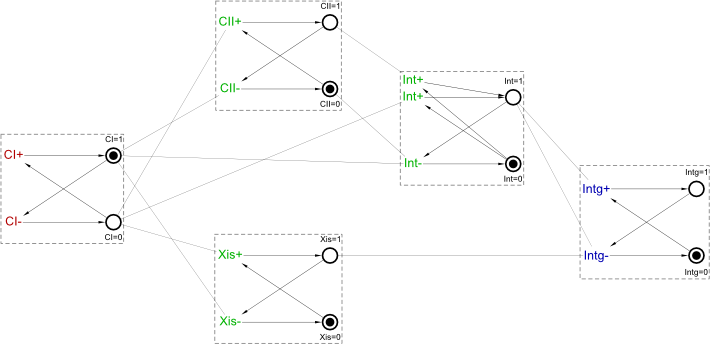 CII=1
CII+
CII-
CII=0
Int+
Int=1
Int+
Int-
Int=0
CI=1
CI+
CI-
CI=0
Intg=1
Intg+
Intg-
Intg=0
Xis=1
Xis+
Xis-
Xis=0